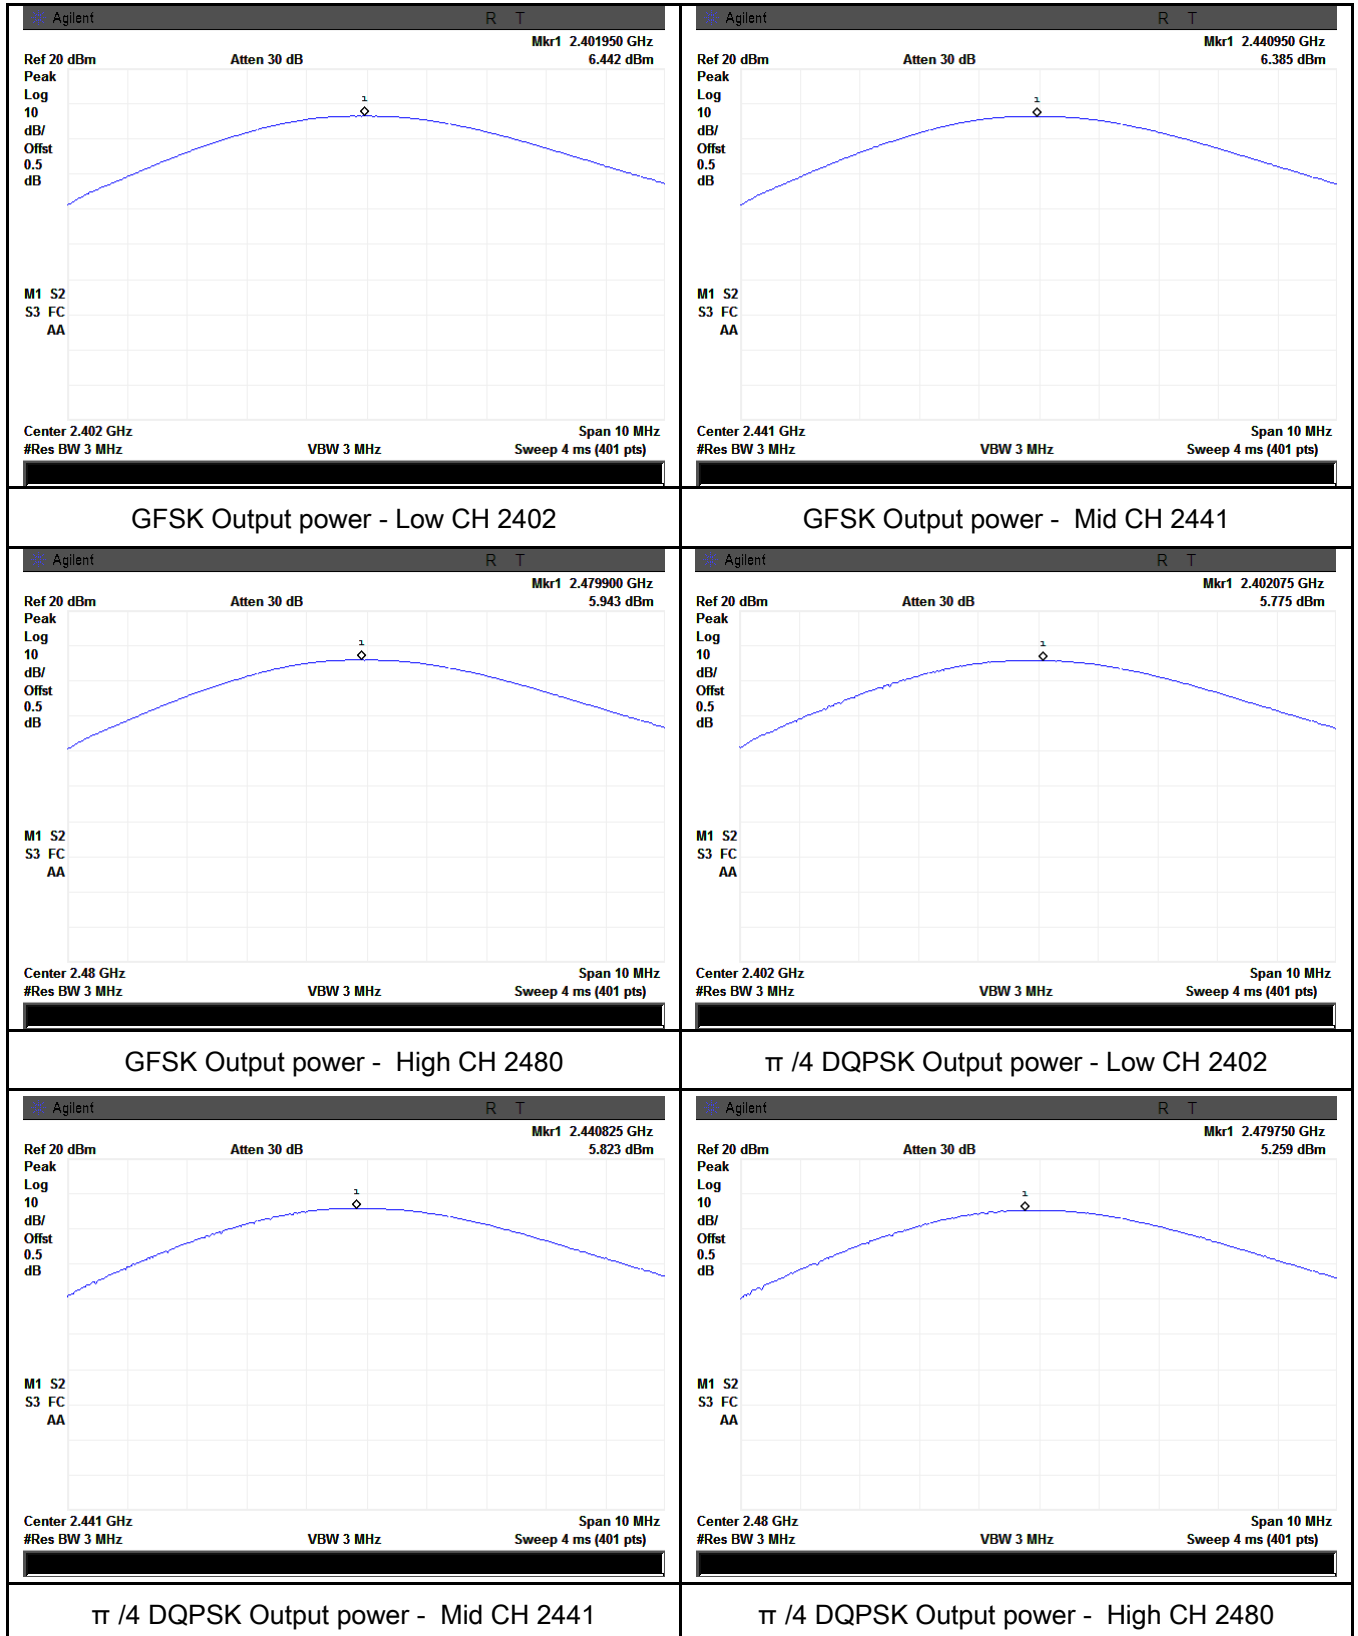 Agilent R T
Mkr1 2.401950 GHz
Ref 20 dBm Atten 30 dB 6.442 dBm
Peak
Log
10
dB/
Offst
0.5
dB
1
M1 S2
S3 FC
AA
Center 2.402 GHz Span 10 MHz
#Res BW 3 MHz VBW 3 MHz Sweep 4 ms (401 pts)
GFSK Output power - Low CH 2402
Agilent R T
Mkr1 2.440950 GHz
Ref 20 dBm Atten 30 dB 6.385 dBm
Peak
Log
10
dB/
Offst
0.5
dB
1
M1 S2
S3 FC
AA
Center 2.441 GHz Span 10 MHz
#Res BW 3 MHz VBW 3 MHz Sweep 4 ms (401 pts)
GFSK Output power - Mid CH 2441
Agilent R T
Mkr1 2.479900 GHz
Ref 20 dBm Atten 30 dB 5.943 dBm
Peak
Log
10
dB/
Offst
0.5
dB
1
M1 S2
S3 FC
AA
Center 2.48 GHz Span 10 MHz
#Res BW 3 MHz VBW 3 MHz Sweep 4 ms (401 pts)
GFSK Output power - High CH 2480
Agilent R T
Mkr1 2.402075 GHz
Ref 20 dBm Atten 30 dB 5.775 dBm
Peak
Log
10
dB/
Offst
0.5
dB
1
M1 S2
S3 FC
AA
Center 2.402 GHz Span 10 MHz
#Res BW 3 MHz VBW 3 MHz Sweep 4 ms (401 pts)
π /4 DQPSK Output power - Low CH 2402
Agilent R T
Mkr1 2.440825 GHz
Ref 20 dBm Atten 30 dB 5.823 dBm
Peak
Log
10
dB/
Offst
0.5
dB
1
M1 S2
S3 FC
AA
Center 2.441 GHz Span 10 MHz
#Res BW 3 MHz VBW 3 MHz Sweep 4 ms (401 pts)
π /4 DQPSK Output power - Mid CH 2441
Agilent R T
Mkr1 2.479750 GHz
Ref 20 dBm Atten 30 dB 5.259 dBm
Peak
Log
10
dB/
Offst
0.5
dB
1
M1 S2
S3 FC
AA
Center 2.48 GHz Span 10 MHz
#Res BW 3 MHz VBW 3 MHz Sweep 4 ms (401 pts)
π /4 DQPSK Output power - High CH 2480